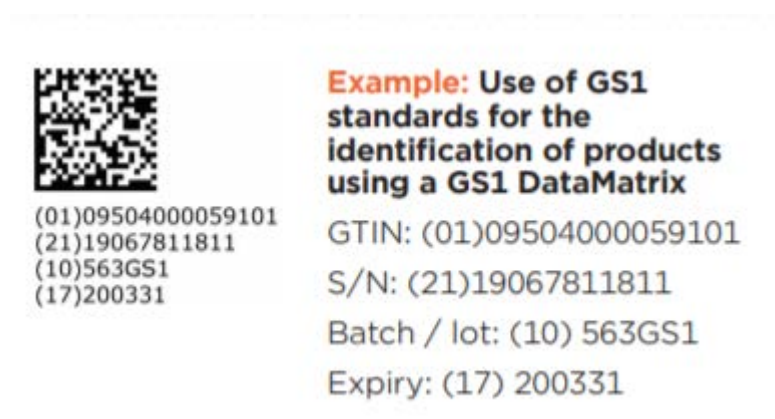 (01)09504000059101
(21)19067811811
(10)563GS1
(17)200331
Example: Use of GS1
standards for the
identification of products
using a GS1 DataMatrix
GTIN: (01)09504000059101
S/N: (21)19067811811
Batch / lot: (10) 563GS1
Expiry: (17) 200331